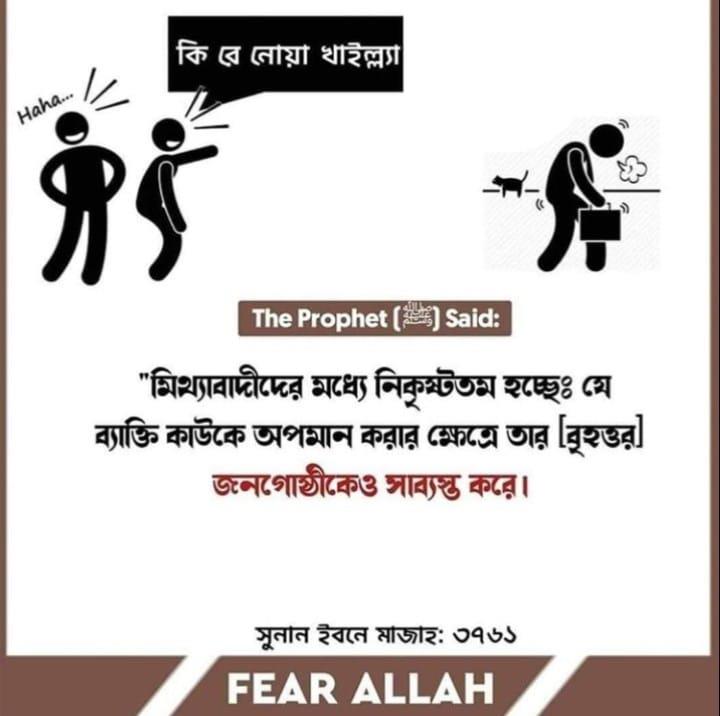 কি রে নোয়া খাইল্ল্যা
Haha...
The Prophet (ﷺ) Said:
"মিথ্যাবাদীদের মধ্যে নিকৃষ্টতম হচ্ছেঃ যে
ব্যাক্তি কাউকে অপমান করার ক্ষেত্রে তার [বৃহত্তর]
জনগোষ্ঠীকেও সাব্যস্ত করে।
সুনান ইবনে মাজাহ: ৩৭৬১
FEAR ALLAH